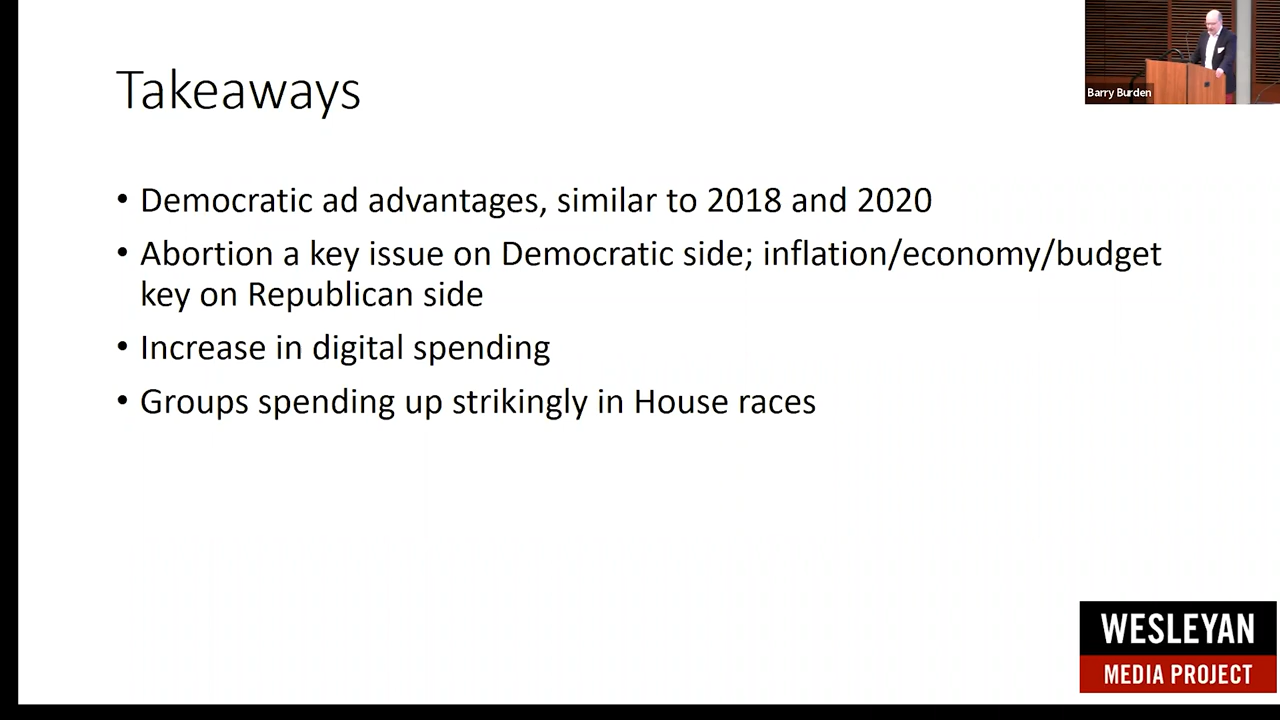 Takeaways
Barry Burden
• Democratic ad advantages, similar to 2018 and 2020
• Abortion a key issue on Democratic side; inflation/economy/budget
key on Republican side
• Increase in digital spending
• Groups spending up strikingly in House races
WESLEYAN
MEDIA PROJECT